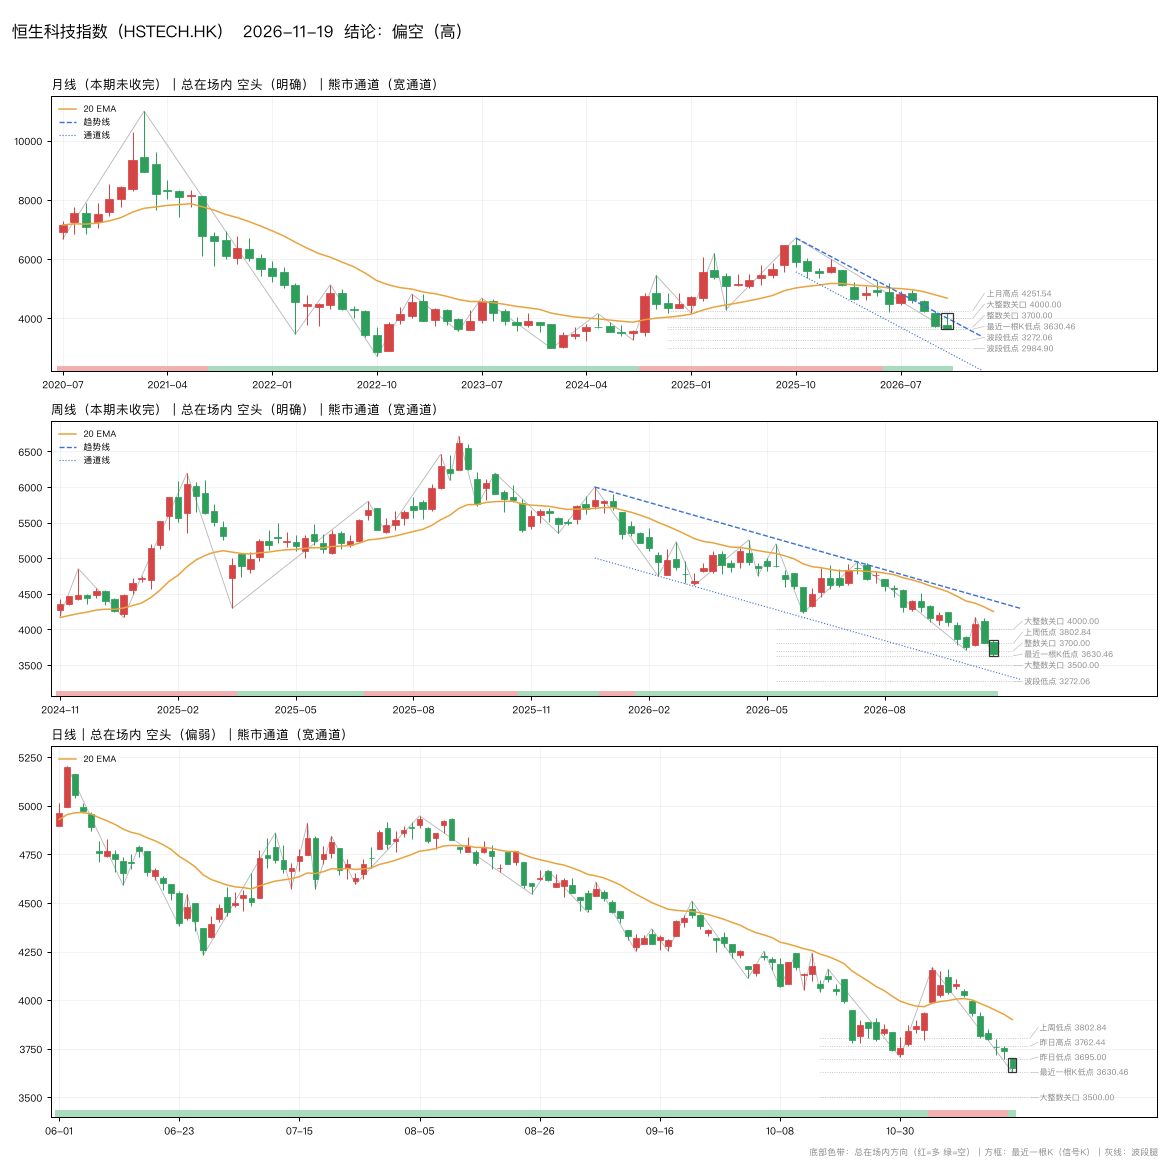 恒生科技指数（HSTECH.HK） 2026-11-19 结论：偏空（高）
月线（本期未收完）｜总在场内 空头（明确）｜熊市通道（宽通道）
20 EMA
趋势线
通道线
10000
8000
6000
4000
上月高点 4251.54
大整数关口 4000.00
整数关口 3700.00
最近一根K低点 3630.46
波段低点 3272.06
波段低点 2984.90
2020-07 2021-04 2022-01 2022-10 2023-07 2024-04 2025-01 2025-10 2026-07
周线（本期未收完）｜总在场内 空头（明确）｜熊市通道（宽通道）
20 EMA
趋势线
通道线
6500
6000
5500
5000
4500
4000
3500
大整数关口 4000.00
上周低点 3802.84
整数关口 3700.00
最近一根K低点 3630.46
大整数关口 3500.00
波段低点 3272.06
2024-11 2025-02 2025-05 2025-08 2025-11 2026-02 2026-05 2026-08
日线｜总在场内 空头（偏弱）｜熊市通道（宽通道）
20 EMA
5250
5000
4750
4500
4250
4000
3750
3500
上周低点 3802.84
昨日高点 3762.44
昨日低点 3695.00
最近一根K低点 3630.46
大整数关口 3500.00
06-01 06-23 07-15 08-05 08-26 09-16 10-08 10-30
底部色带：总在场内方向（红=多 绿=空）｜方框：最近一根K（信号K）｜灰线：波段腿